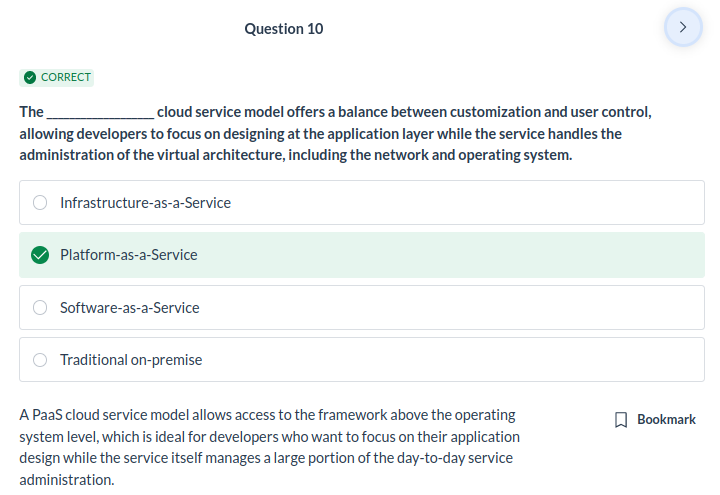 Question 10
CORRECT
The _________________ cloud service model offers a balance between customization and user control,
allowing developers to focus on designing at the application layer while the service handles the
administration of the virtual architecture, including the network and operating system.
Infrastructure-as-a-Service
Platform-as-a-Service
Software-as-a-Service
Traditional on-premise
A PaaS cloud service model allows access to the framework above the operating
system level, which is ideal for developers who want to focus on their application
design while the service itself manages a large portion of the day-to-day service
administration.
Bookmark